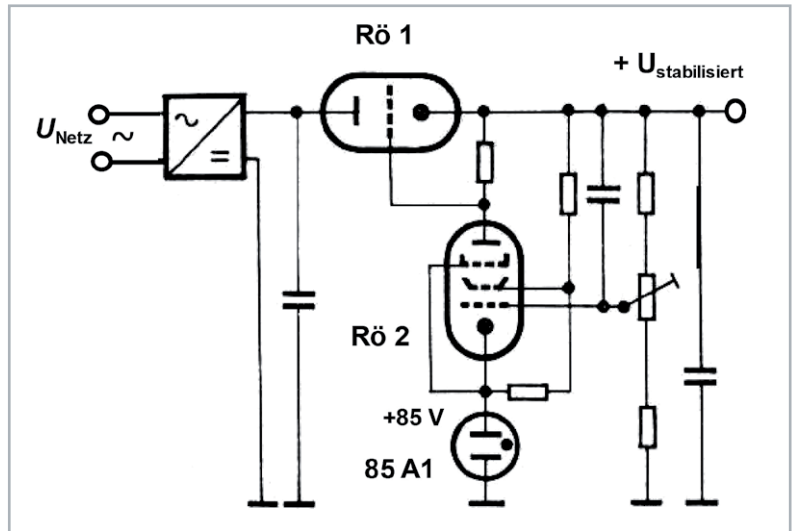 Rö 1
+ Ustabilisiert
UNetz ~
~
=
Rö 2
+85 V
85 A1